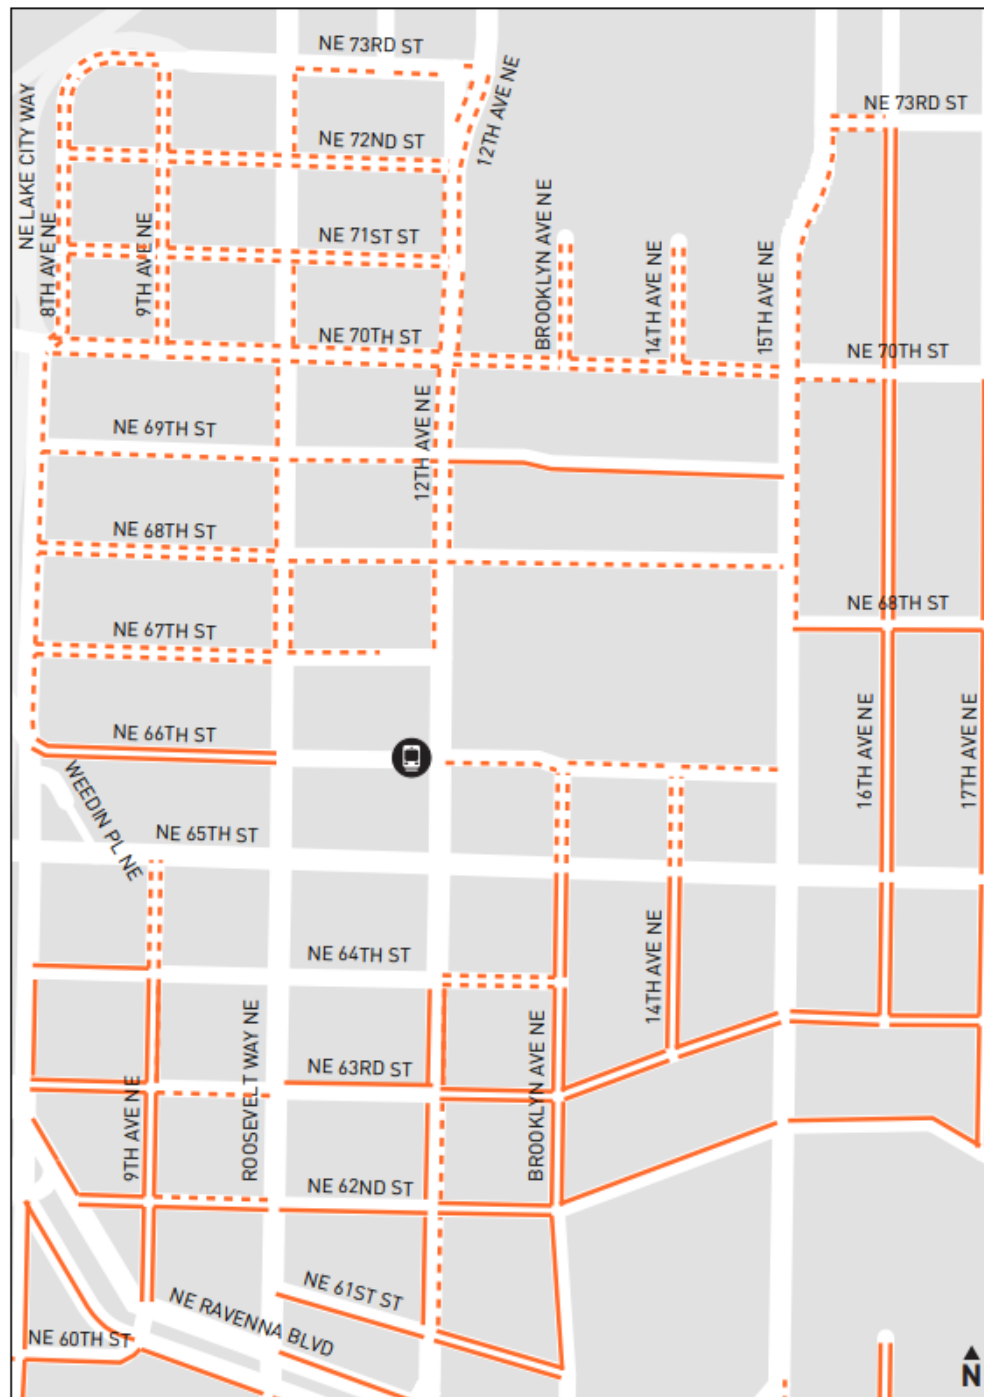 NE 73RD ST
12TH AVE NE
NE LAKE CITY WAY
NE 73RD ST
NE 72ND ST
8TH AVE NE
9TH AVE NE
NE 71ST ST
BROOKLYN AVE NE
14TH AVE NE
15TH AVE NE
NE 70TH ST
NE 70TH ST
12TH AVE NE
NE 69TH ST
NE 68TH ST
NE 68TH ST
NE 67TH ST
NE 66TH ST
16TH AVE NE
17TH AVE NE
WEEDIN PL NE
NE 65TH ST
NE 64TH ST
14TH AVE NE
9TH AVE NE
ROOSEVELT WAY NE
NE 63RD ST
BROOKLYN AVE NE
NE 62ND ST
NE 61ST ST
NE RAVENNA BLVD
NE 60TH ST
N